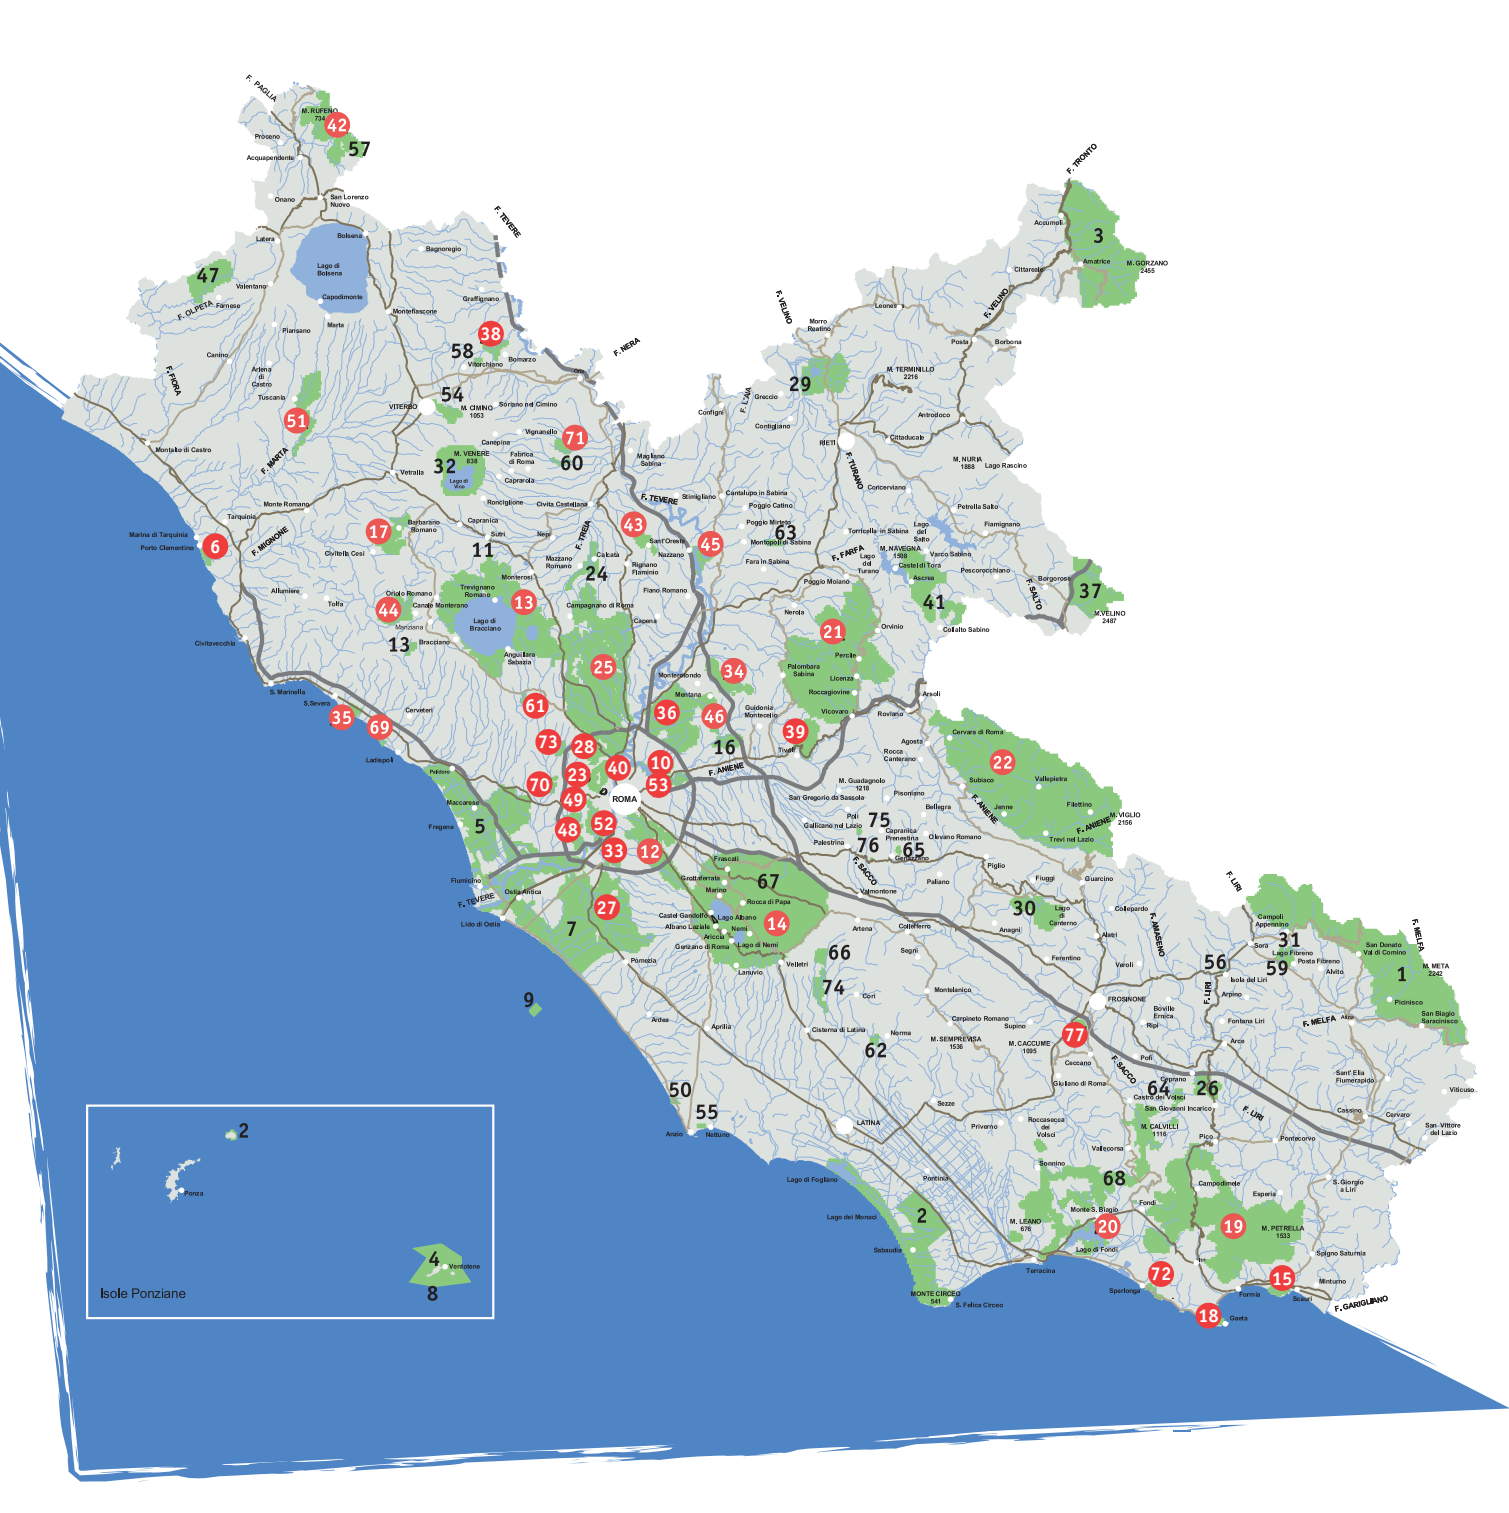 F. PAGLIA
M. RUFENO
734
42
57
Proceno
Acquapendente
Onano
San Lorenzo
Nuovo
F. TEVERE
Latera
Bolsena
Bagnoregio
47
Lago di
Bolsena
Valentano
Capodimonte
Graffignano
F. OLPETA
Farnese
Montefiascone
Marta
Piansano
38
58
Vitorchiano
Bomarzo
Orte
F. NERA
Canino
F. FIORA
Arlena
di
Castro
Tuscania
54
VITERBO
M. CIMINO
1053
Soriano nel Cimino
51
Vignanello
71
Canepina
Montalto di Castro
F. MARTA
M. VENERE
838
32
Fabrica
di Roma
60
Lago di
Vico
Caprarola
Vetralla
Magliano
Sabina
Ronciglione
Civita Castellana
Monte Romano
Tarquinia
Capranica
Sutri
Nepi
F. TREIA
43
F. TEVERE
Stimigliano
Marina di Tarquinia
Porto Clementino
6
F. MIGNONE
17
Barbarano
Romano
Civitella Cesi
11
Calcata
Mazzano
Romano
24
Sant'Oreste
Nazzano
45
Rignano
Flaminio
Monterosi
Trevignano
Romano
Fiano Romano
Allumiere
Tolfa
Oriolo Romano
44
Canale Monterano
13
Campagnano di Roma
Capena
Manziana
Lago di
Bracciano
13
Bracciano
Civitavecchia
Anguillara
Sabazia
25
S. Marinella
S.Severa
35
69
Cerveteri
61
Ladispoli
73
28
23
40
70
49
48
52
33
12
10
53
ROMA
Palidoro
Maccarese
5
Fregene
Fiumicino
F. TEVERE
Ostia Antica
Lido di Ostia
7
27
9
F. TRONTO
Accumoli
3
Amatrice
M. GORZANO
2455
Cittareale
F. VELINO
F. VELINO
Leonessa
Morro
Reatino
Posta
Borbona
29
M. TERMINILLO
2216
Greccio
F. L'AIA
Configni
Contigliano
Antrodoco
RIETI
Cittaducale
F. TURANO
M. NURIA
1888
Lago Rascino
Concerviano
Cantalupo in Sabina
Poggio Catino
Poggio Mirteto
63
Montopoli di Sabina
Petrella Salto
Fiamignano
Torricella in Sabina
Lago
del
Salto
F. FARFA
M. NAVEGNA
1508
Varco Sabino
Lago
del
Turano
Castel di Tora
Fara in Sabina
Ascrea
Pescorocchiano
Borgorose
F. SALTO
37
M.VELINO
2487
Poggio Moiano
41
Collalto Sabino
Nerola
21
Orvinio
Percile
34
Monterotondo
Palombara
Sabina
Licenza
Mentana
Roccagiovine
Arsoli
36
46
Guidonia
Montecelio
Vicovaro
Roviano
39
Tivoli
16
F. ANIENE
Cervara di Roma
Agosta
Rocca
Canterano
22
M. Guadagnolo
1218
Subiaco
Vallepietra
San Gregorio da Sassola
Pisoniano
F. ANIENE
Jenne
Filettino
M. VIGLIO
2156
F. ANIENE
Trevi nel Lazio
Poli
Bellegra
75
Gallicano nel Lazio
Capranica
Prenestina
Olevano Romano
Palestrina
76
65
Genazzano
F. SACCO
Valmontone
Paliano
Piglio
Fiuggi
Guarcino
F. LIRI
Frascati
67
Grottaferrata
Marino
Rocca di Papa
Castel Gandolfo
Lago Albano
Albano Laziale
Nemi
14
Ariccia
Genzano di Roma
Lago di Nemi
Lanuvio
Velletri
Artena
30
Lago
di
Canterno
Anagni
Collepardo
F. AMASENO
Alatri
Campoli
Appennino
F. MELFA
31
Sora
San Donato
Val di Comino
Lago Fibreno
Posta Fibreno
56
59
Alvito
1
M. META
2242
Isola del Liri
Colleferro
Segni
Ferentino
Veroli
66
Pomezia
Arpino
Picinisco
74
Cori
Montelanico
FROSINONE
Boville
Ernica
F. LIRI
Fontana Liri
F. MELFA
Atina
San Biagio
Saracinisco
Ardea
Aprilia
Cisterna di Latina
Norma
Carpineto Romano
Supino
Ripi
62
M. SEMPREVISA
1536
M. CACCUME
1095
77
Arce
Ceccano
F. SACCO
Pofi
50
55
Giuliano di Roma
Ceprano
64
26
Sant'.Elia
Fiumerapido
Viticuso
Castro dei Volsci
San Giovanni Incarico
F. LIRI
Sezze
Anzio
Nettuno
LATINA
Priverno
Roccasecca
dei
Volsci
M. CALVILLI
1116
Cassino
Cervaro
San Vittore
del Lazio
Pico
Pontecorvo
Vallecorsa
Sonnino
Lago di Fogliano
Pontinia
68
Campodimele
Esperia
S. Giorgio
a Liri
Lago dei Monaci
2
Monte S. Biagio
Fondi
M. LEANO
676
20
19
M. PETRELLA
1533
Sabaudia
Lago di Fondi
Itri
Spigno Saturnia
Terracina
72
15
Minturno
MONTE CIRCEO
541
S. Felice Circeo
Sperlonga
Formia
Scauri
F. GARIGLIANO
18
Gaeta
2
Ponza
4
Ventotene
8
Isole Ponziane